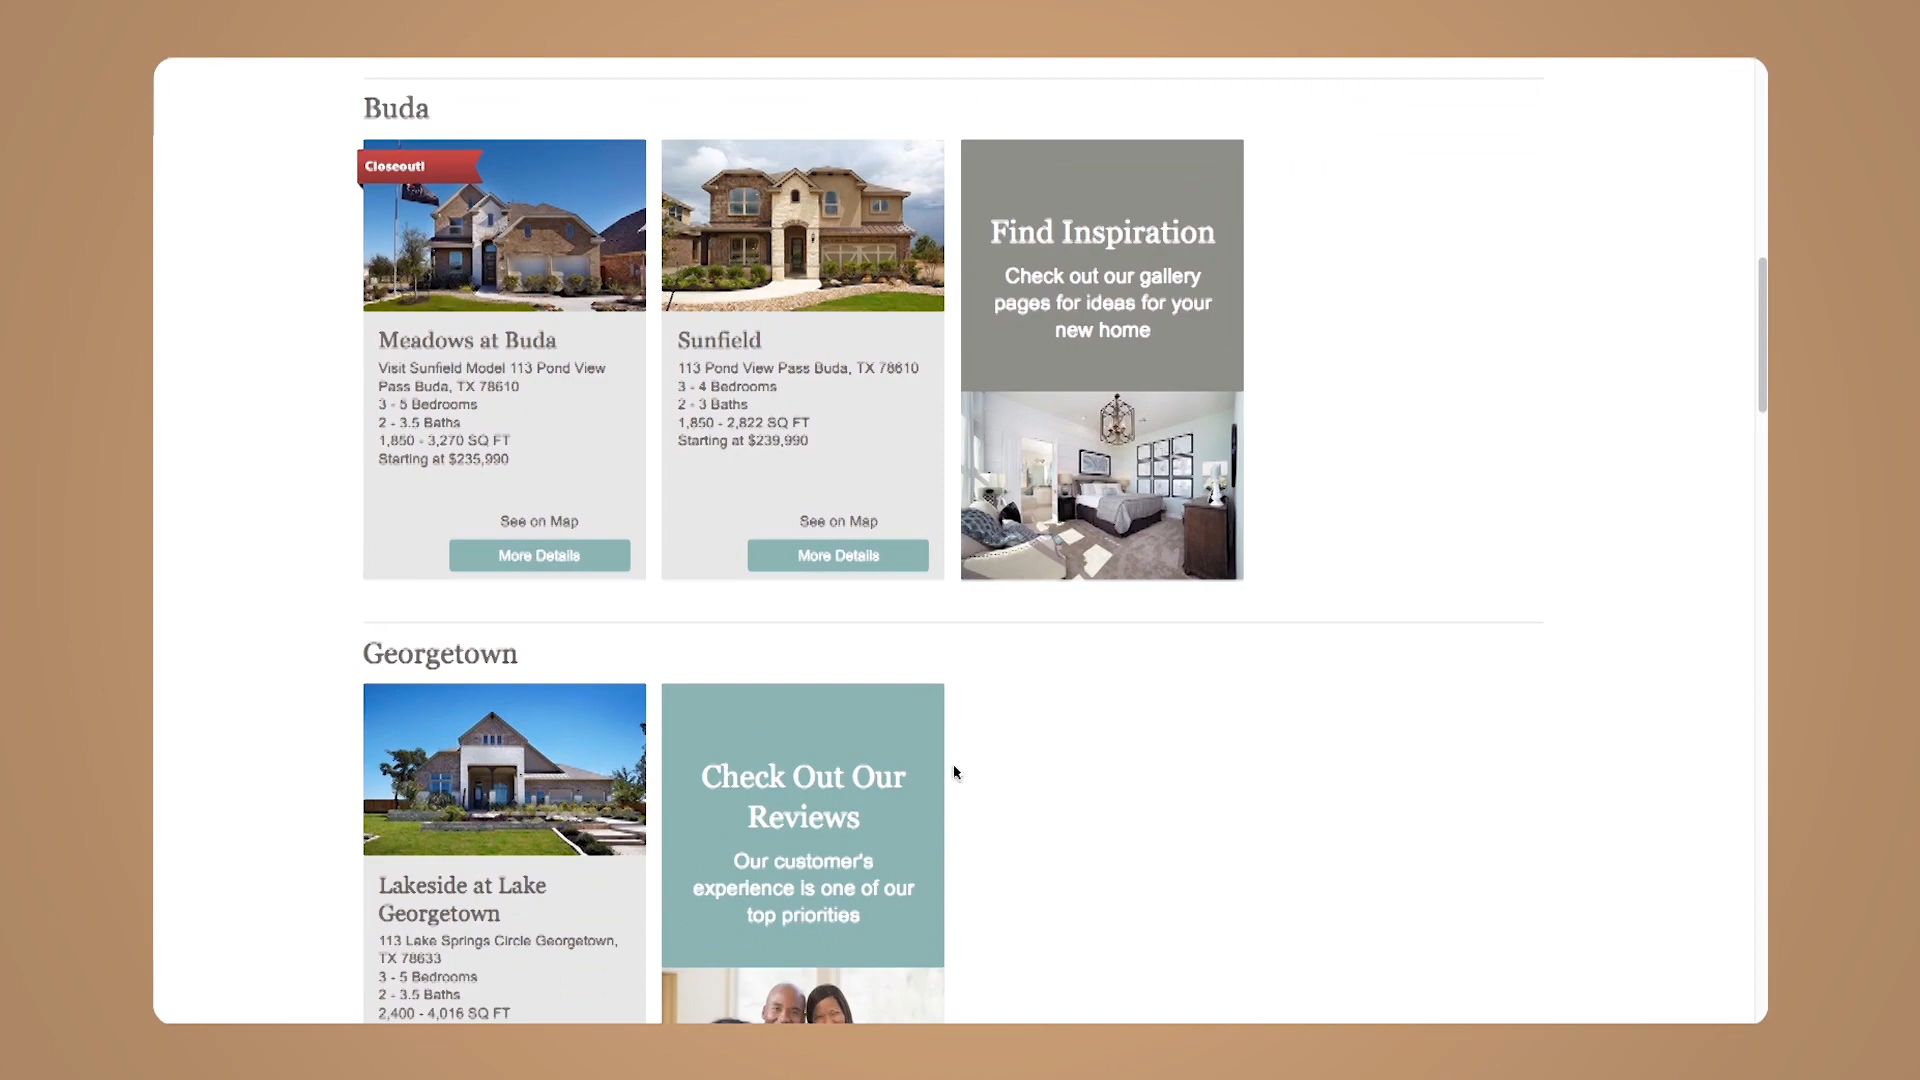 Buda
Closeout!
Meadows at Buda
Visit Sunfield Model 113 Pond View
Pass Buda, TX 78610
3 - 5 Bedrooms
2 - 3.5 Baths
1,850 - 3,270 SQ FT
Starting at $235,990
See on Map
More Details
Sunfield
113 Pond View Pass Buda, TX 78610
3 - 4 Bedrooms
2 - 3 Baths
1,850 - 2,822 SQ FT
Starting at $239,990
See on Map
More Details
Find Inspiration
Check out our gallery
pages for ideas for your
new home
Georgetown
Lakeside at Lake
Georgetown
113 Lake Springs Circle Georgetown,
TX 78633
3 - 5 Bedrooms
2 - 3.5 Baths
2,400 - 4,016 SQ FT
Check Out Our
Reviews
Our customer's
experience is one of our
top priorities